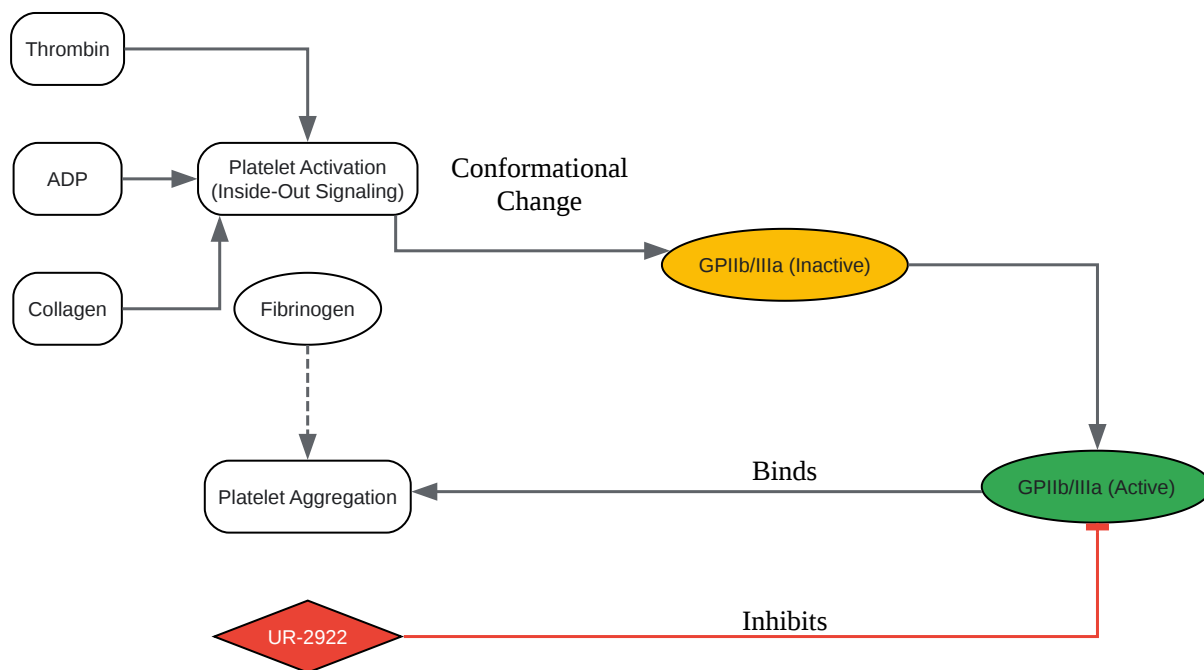 Thrombin
ADP
Platelet Activation
(Inside-Out Signaling)
Conformational
Change
GPIIb/IIIa (Inactive)
Collagen
Fibrinogen
Binds
GPIIb/IIIa (Active)
Platelet Aggregation
Inhibits
UR-2922